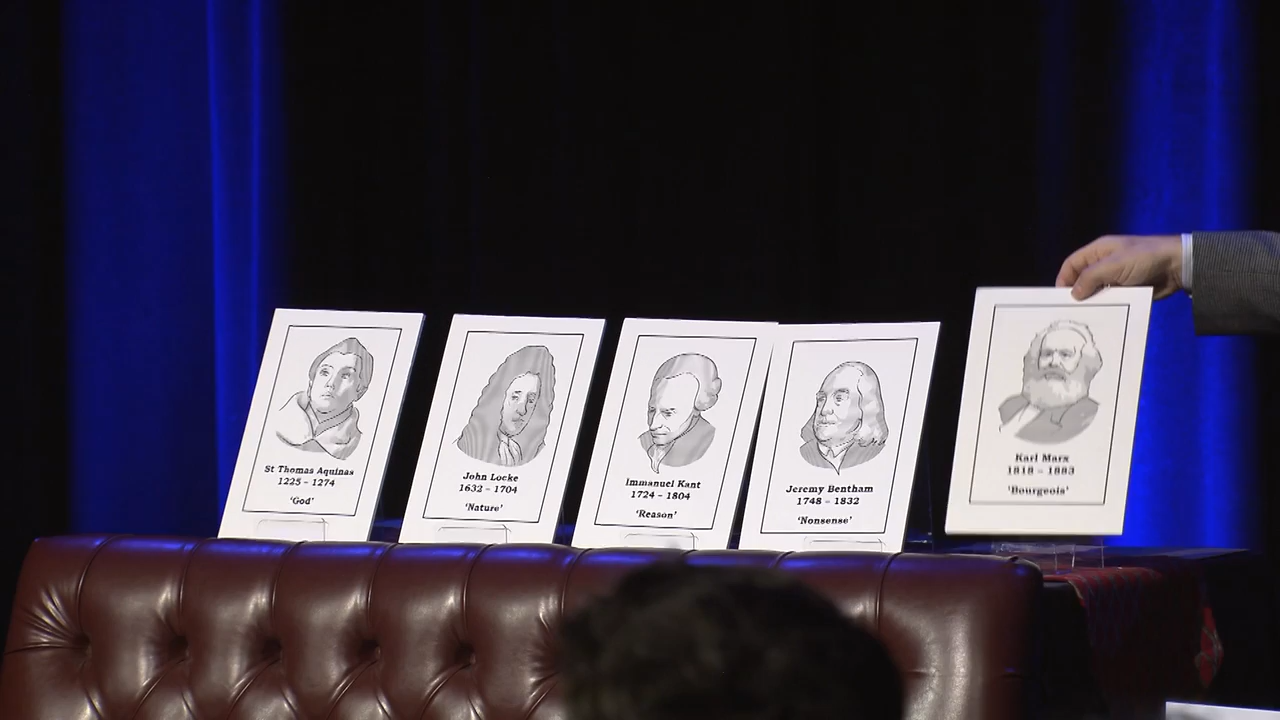 St Thomas Aquinas
1225 – 1274
‘God’
John Locke
1632 – 1704
‘Nature’
Immanuel Kant
1724 – 1804
‘Reason’
Jeremy Bentham
1748 – 1832
‘Nonsense’
Karl Marx
1818 – 1883
‘Bourgeois’